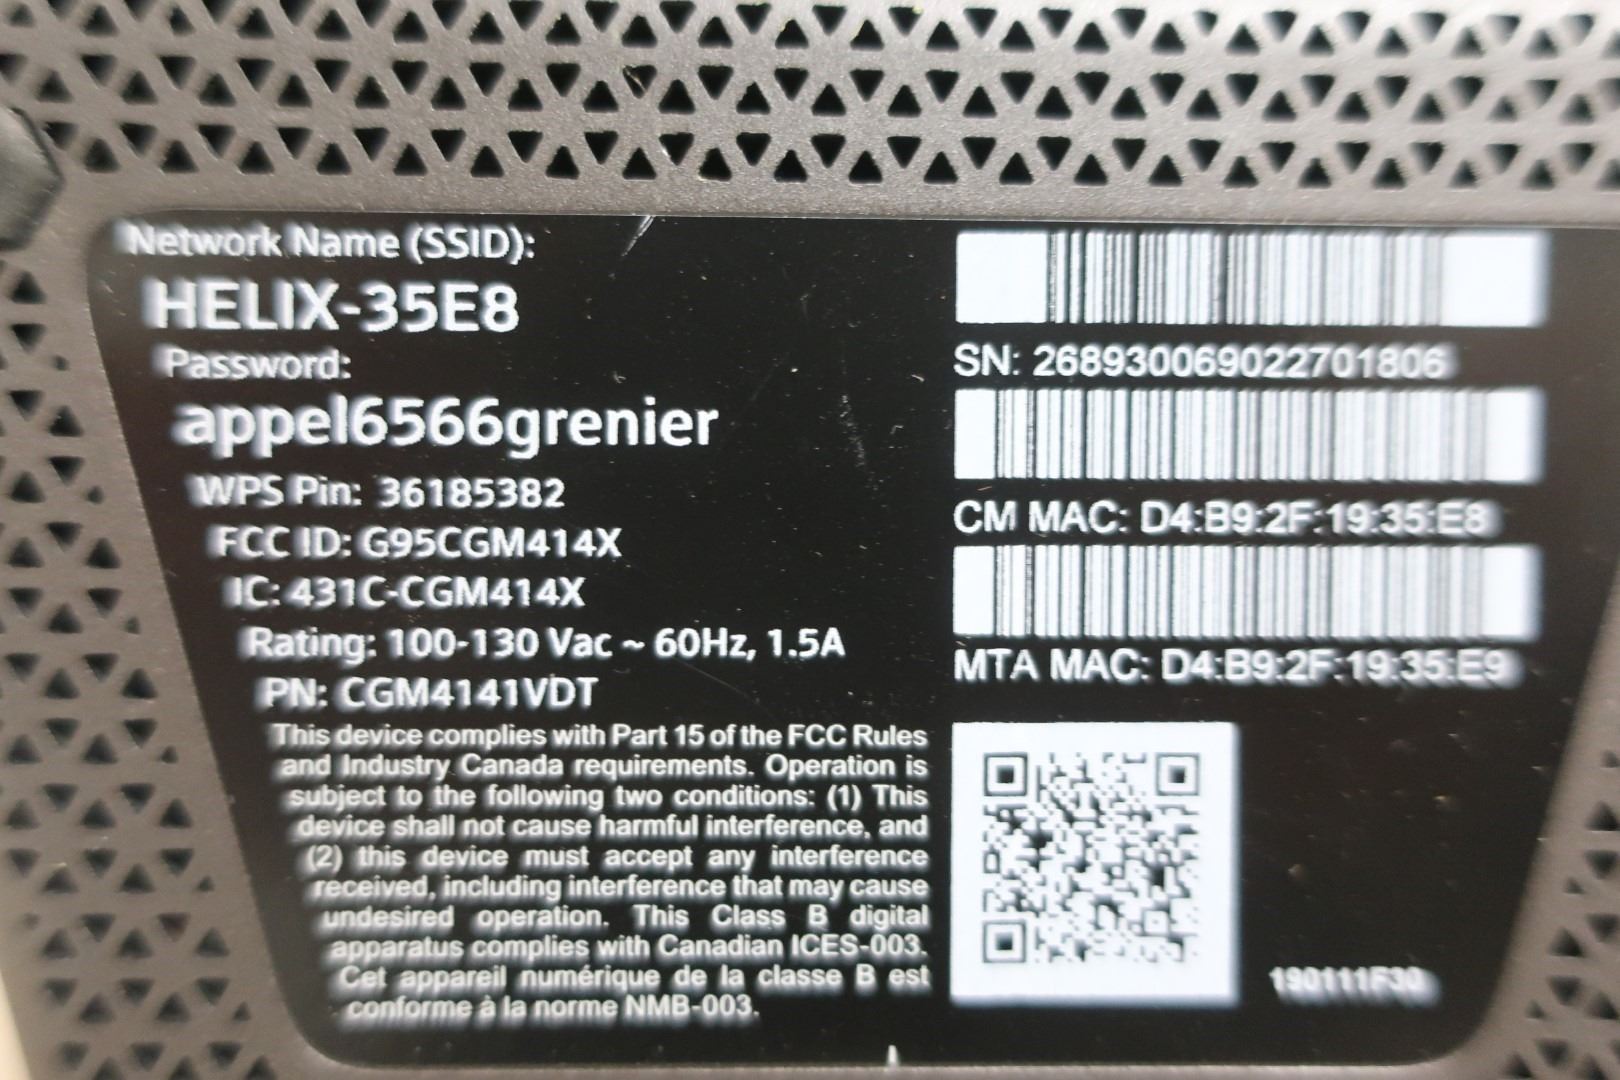 Network Name (SSID):
HELIX-35E8
Password:
appel6566grenier
WPS Pin: 36185382
FCC ID: G95CGM414X
IC: 431C-CGM414X
Rating: 100-130 Vac ~ 60Hz, 1.5A
PN: CGM4141VDT
This device complies with Part 15 of the FCC Rules
and Industry Canada requirements. Operation is
subject to the following two conditions: (1) This
device shall not cause harmful interference, and
(2) this device must accept any interference
received, including interference that may cause
undesired operation. This Class B digital
apparatus complies with Canadian ICES-003.
Cet appareil numérique de la classe B est
conforme à la norme NMB-003.
SN: 268930069022701806
CM MAC: D4:B9:2F:19:35:E8
MTA MAC: D4:B9:2F:19:35:E9
190111F30